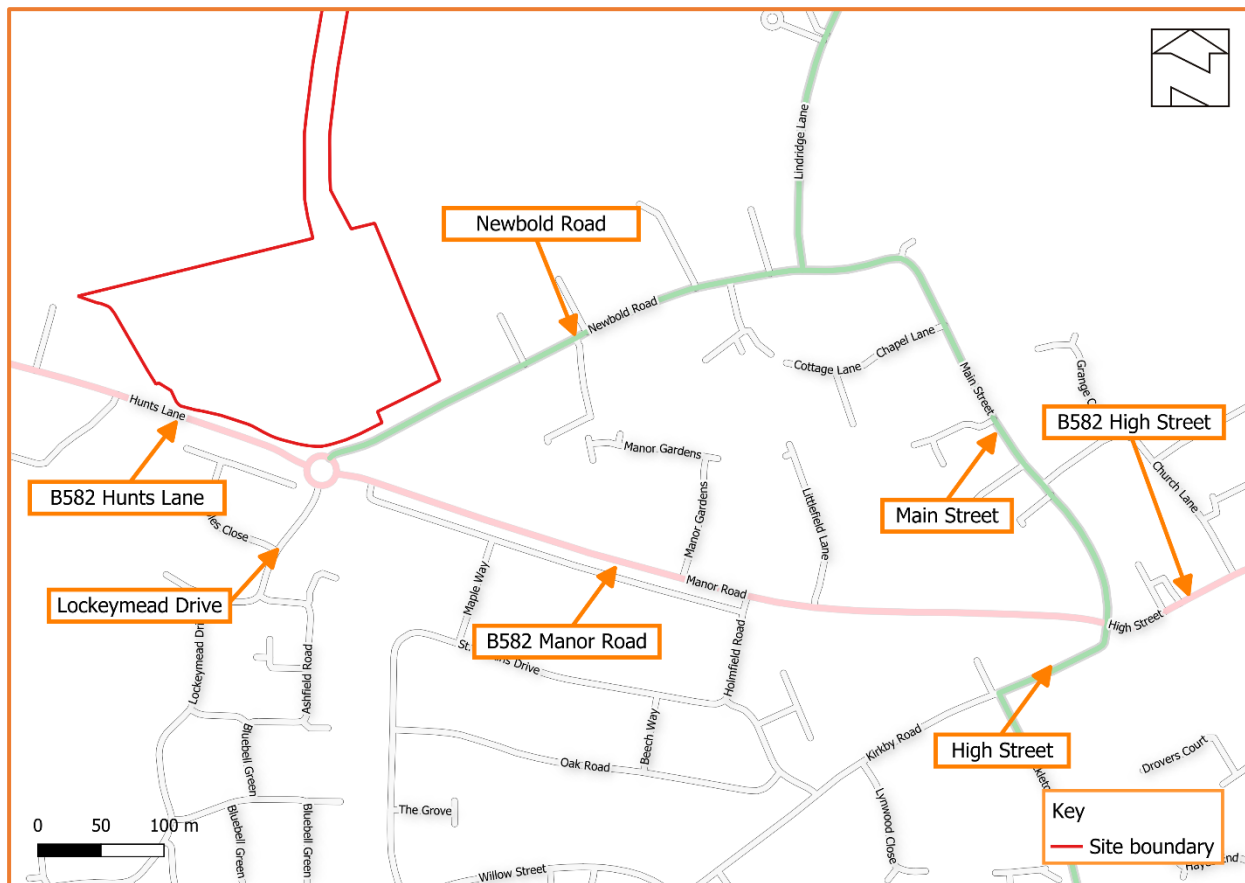 Lindridge Lane
Newbold Road
Newbold Road
Chapel Lane
Cottage Lane
Main Street
Grange
B582 High Street
Hunts Lane
B582 Hunts Lane
Manor Gardens
Manor Gardens
Littlefield Lane
Main Street
Church Lane
Close
Lockeymead Drive
Maple Way
Manor Road
B582 Manor Road
High Street
Holmfield Road
Drive
Lockeymead
Ashfield Road
Beech Way
Kirkby Road
High Street
Bluebell Green
Oak Road
Drovers Court
Lynwood Close
The Grove
Bluebell Green
Bluebell Green
Willow Street
0 50 100 m
Key
Site boundary